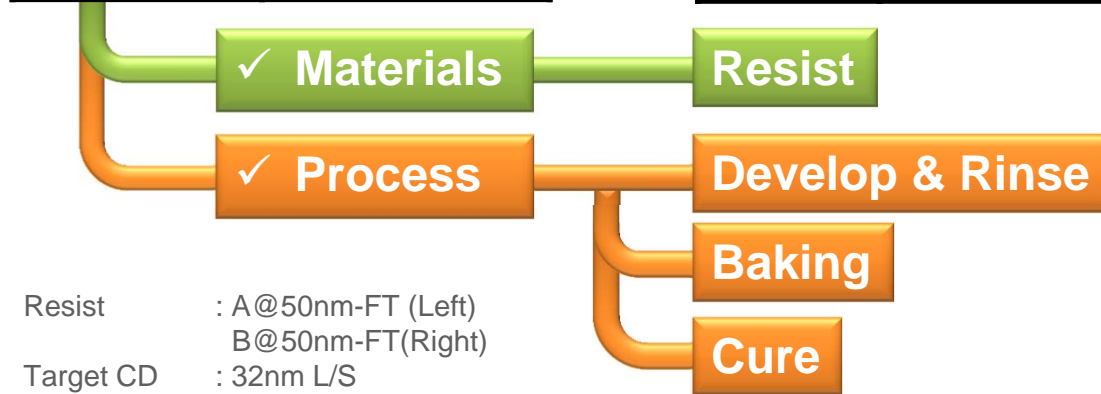 ✓ Materials
Resist
✓ Process
Develop & Rinse
Baking
Cure
Resist : A@50nm-FT (Left)
B@50nm-FT(Right)
Target CD : 32nm L/S